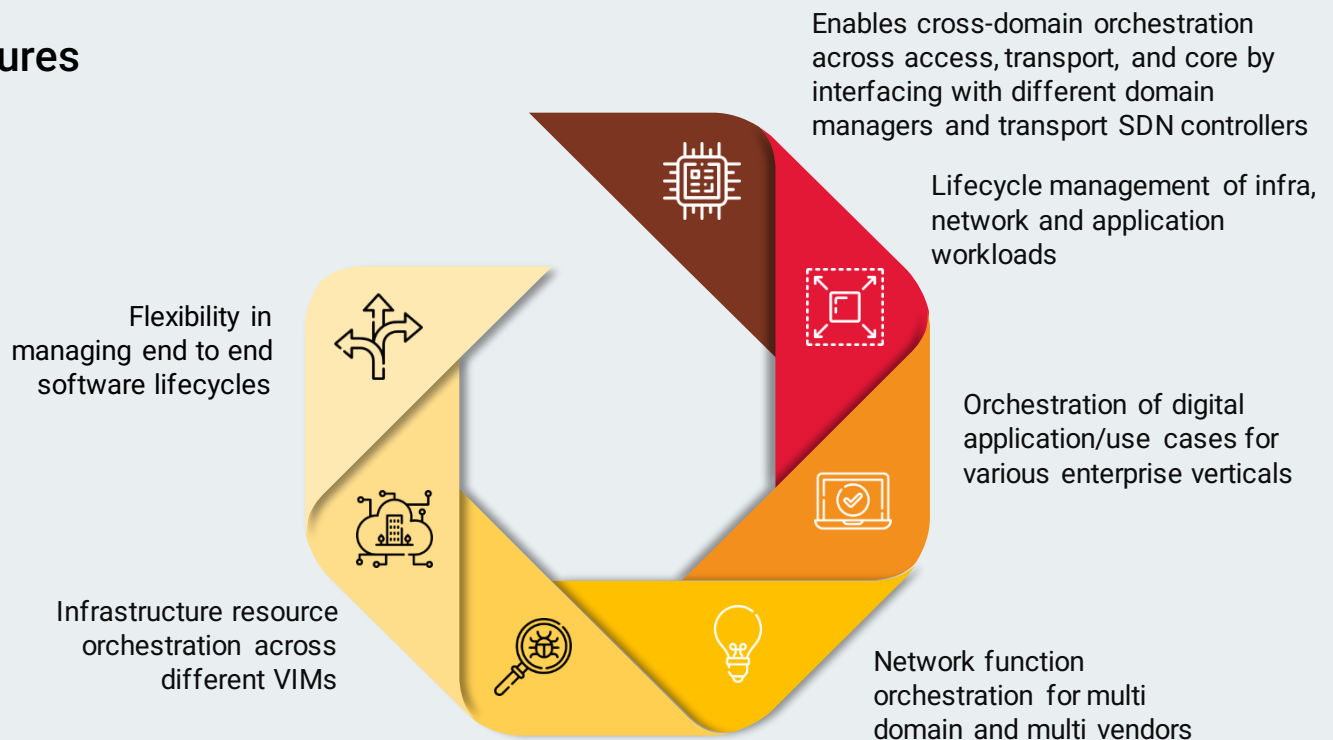 ures
Enables cross-domain orchestration
across access, transport, and core by
interfacing with different domain
managers and transport SDN controllers
Lifecycle management of infra,
network and application
workloads
Orchestration of digital
application/use cases for
various enterprise verticals
Network function
orchestration for multi
domain and multi vendors
Infrastructure resource
orchestration across
different VIMs
Flexibility in
managing end to end
software lifecycles